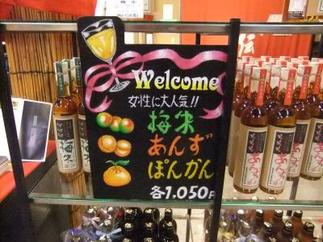 Welcome
女性に大人気!!
梅朱
あんず
ぽんかん
各1.050円